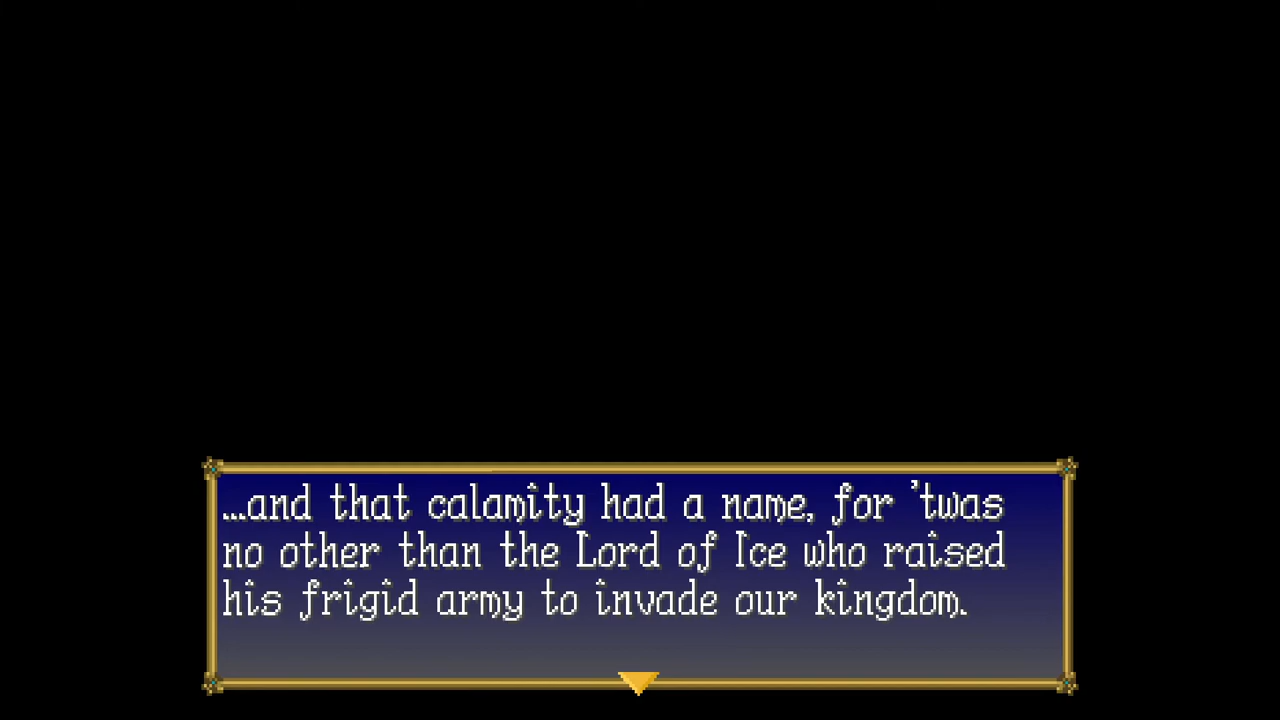 ...and that calamity had a name, for 'twas
no other than the Lord of Ice who raised
his frigid army to invade our kingdom.